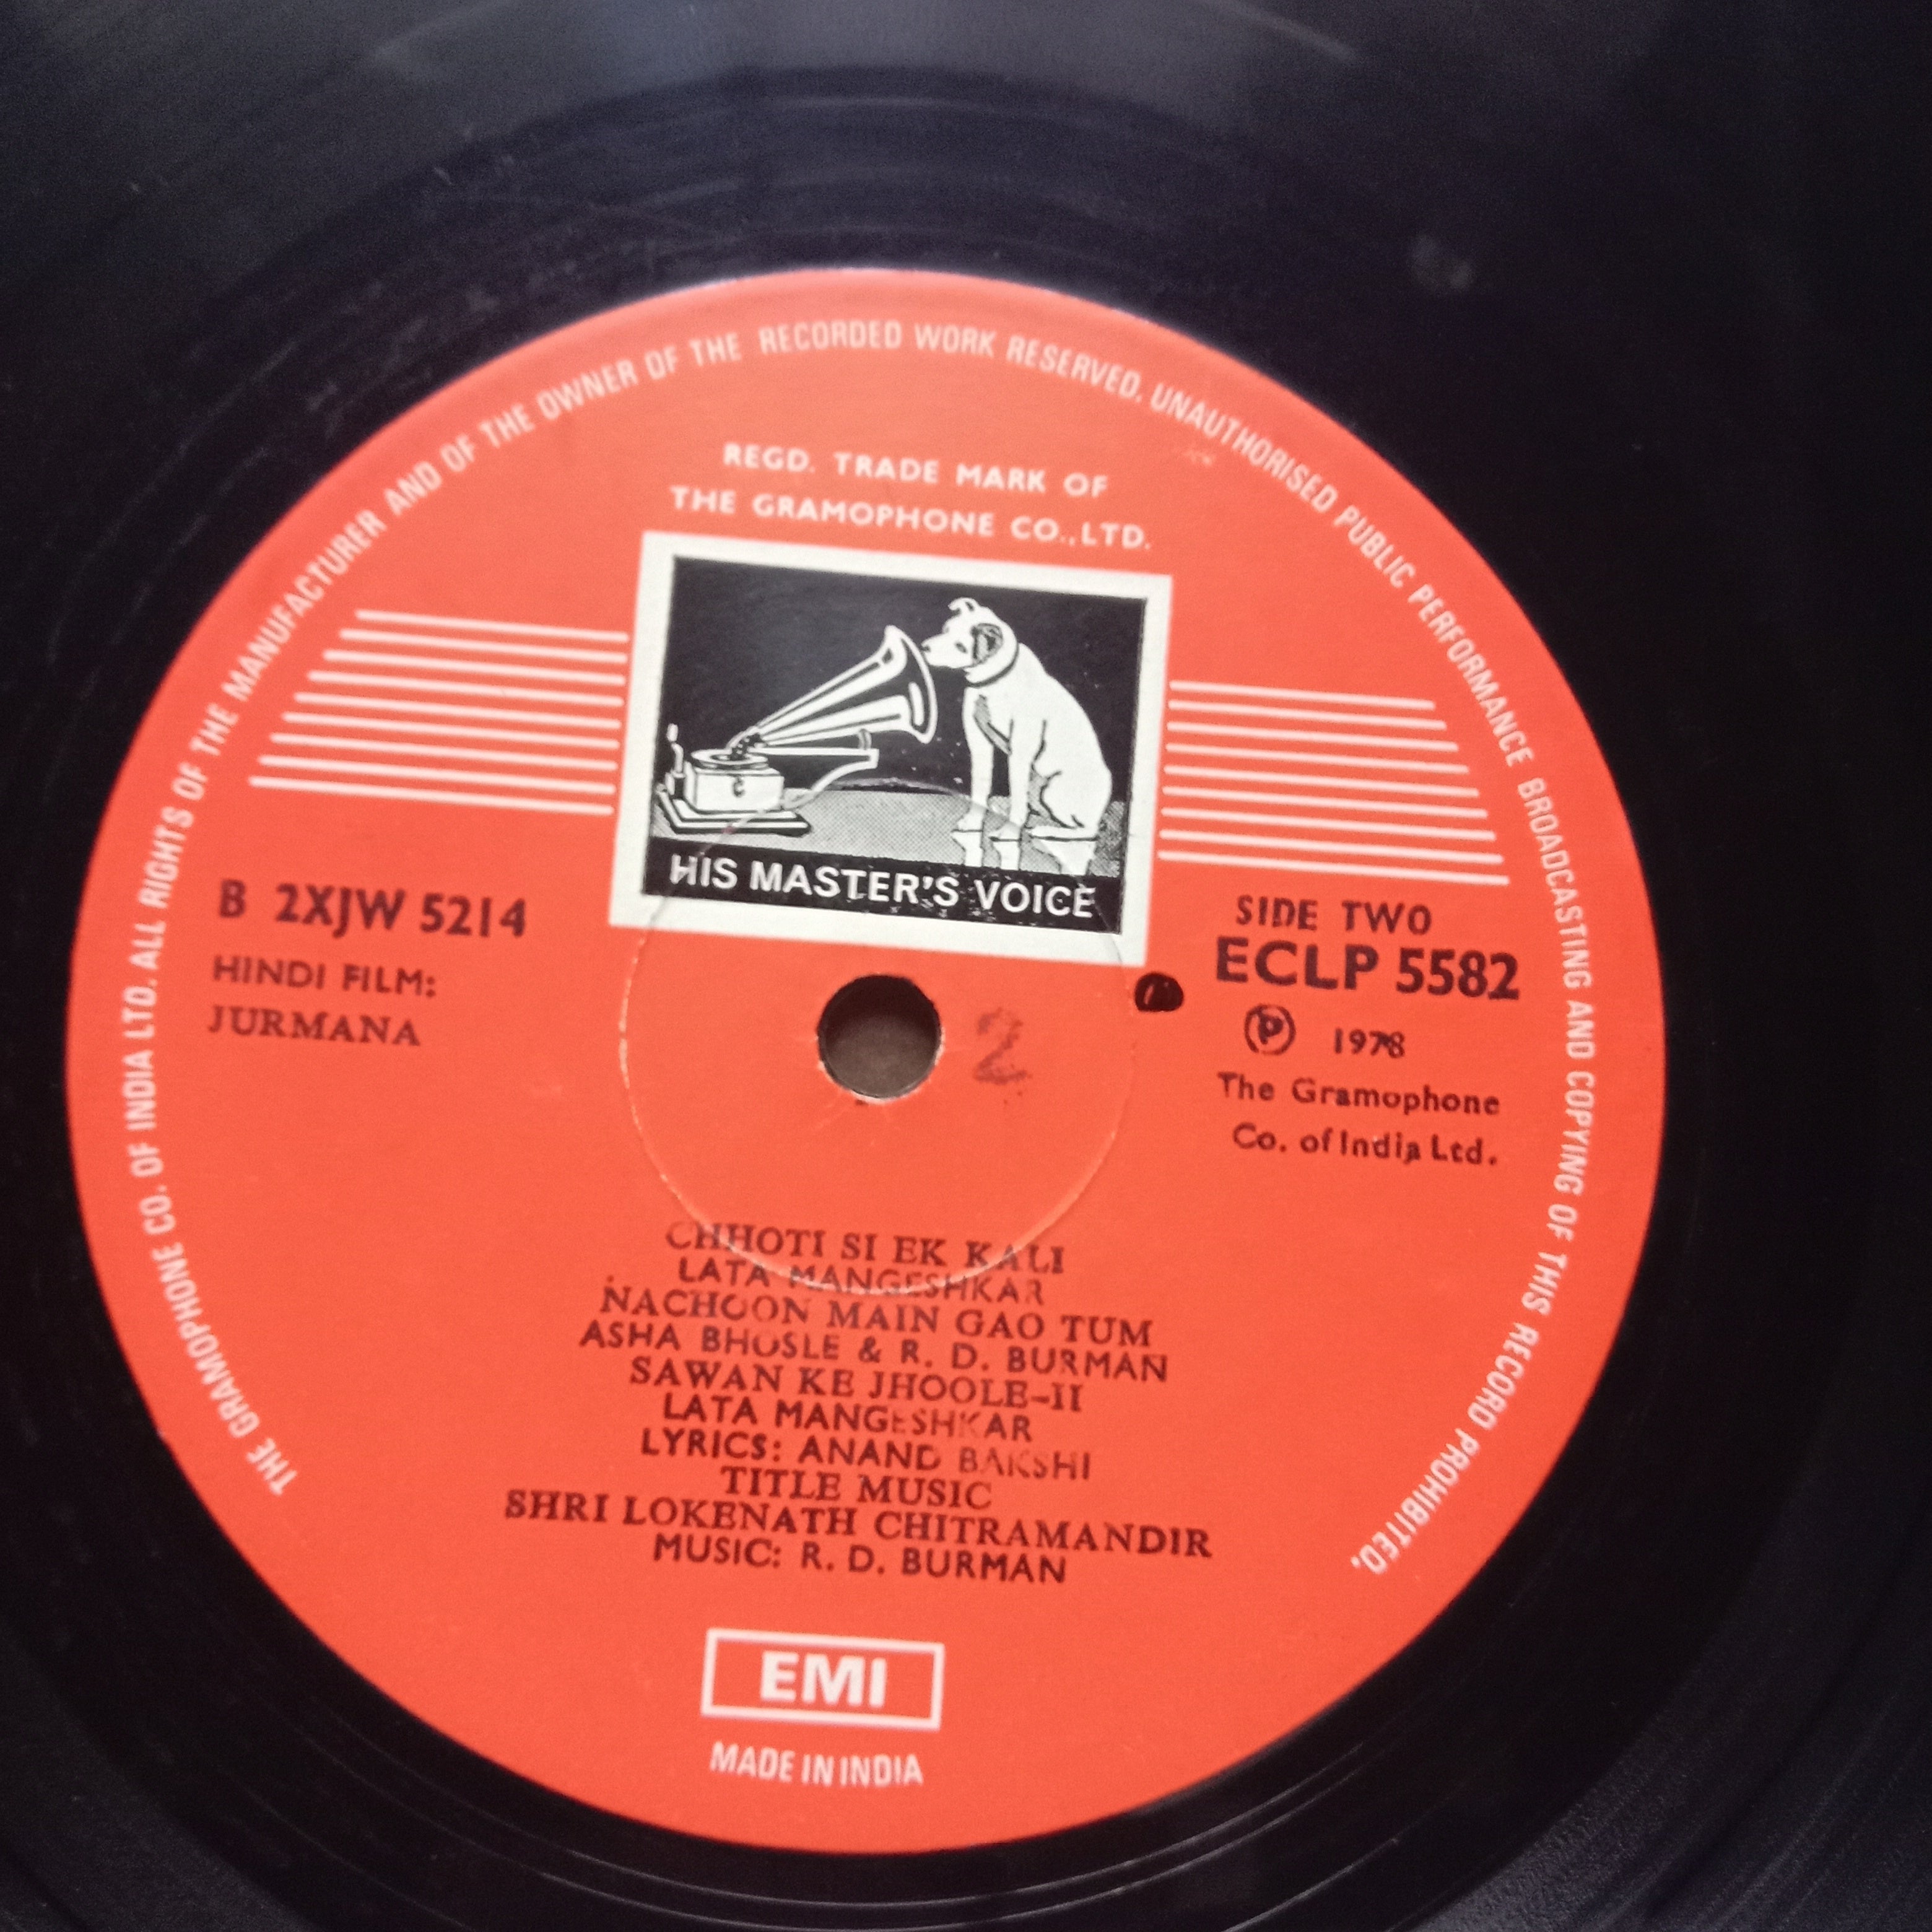 THE GRAMOPHONE CO. OF INDIA LTD. ALL RIGHTS OF THE MANUFACTURER AND OF THE OWNER OF THE RECORDED WORK RESERVED. UNAUTHORISED PUBLIC PERFORMANCE BROADCASTING AND COPYING OF THIS RECORD PROHIBITED.
REGD. TRADE MARK OF
THE GRAMOPHONE CO.,LTD.
HIS MASTER'S VOICE
B 2XJW 5214
HINDI FILM:
JURMANA
SIDE TWO
ECLP 5582
Ⓟ 1978
The Gramophone
Co. of India Ltd.
2
CHHOTI SI EK KALI
LATA MANGESHKAR
NACHOON MAIN GAO TUM
ASHA BHOSLE & R. D. BURMAN
SAWAN KE JHOOLE-II
LATA MANGESHKAR
LYRICS: ANAND BAKSHI
TITLE MUSIC
SHRI LOKENATH CHITRAMANDIR
MUSIC: R. D. BURMAN
EMI
MADE IN INDIA